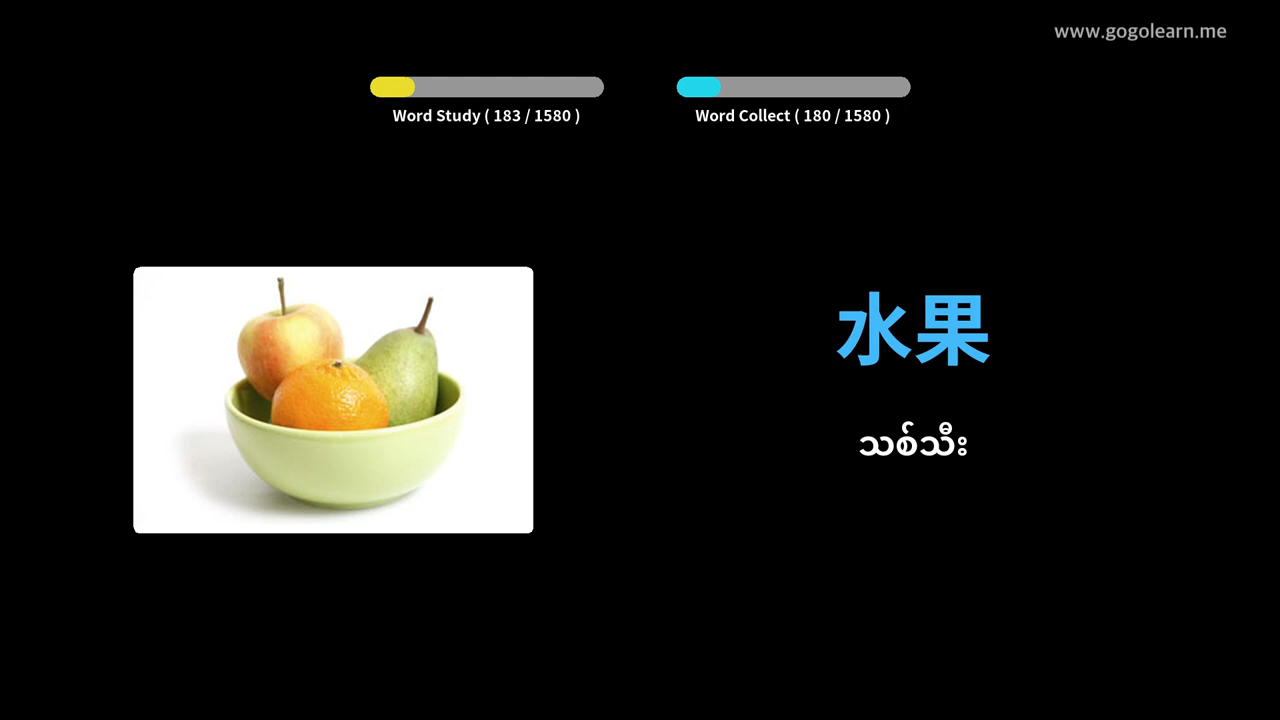 www.gogolearn.me
Word Study ( 183 / 1580 )
Word Collect ( 180 / 1580 )
水果
သစ်သီး